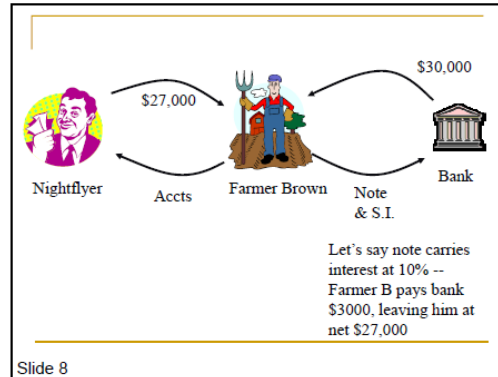 $30,000
$27,000
Nightflyer
Accts
Farmer Brown
Note
& S.I.
Bank
Let's say note carries
interest at 10% --
Farmer B pays bank
$3000, leaving him at
net $27,000
Slide 8